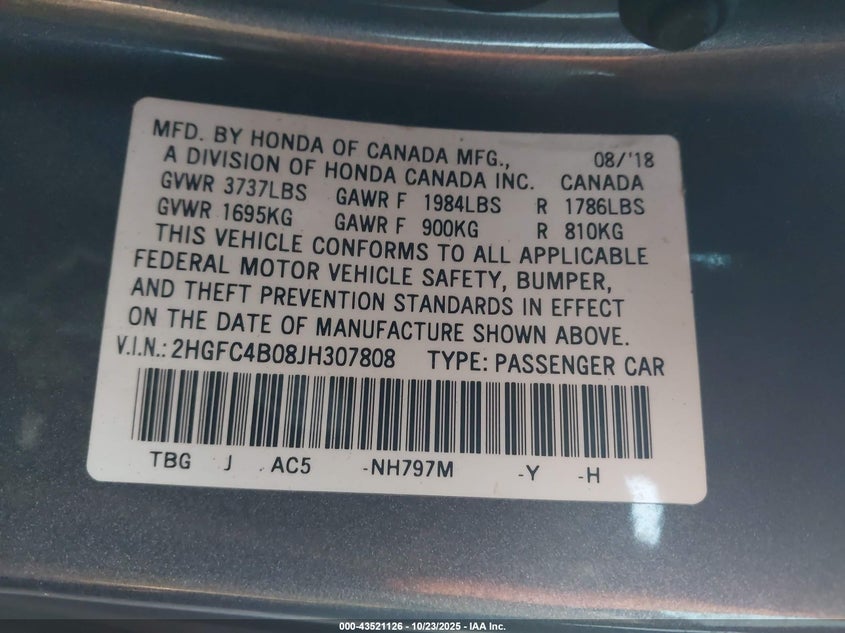 MFD. BY HONDA OF CANADA MFG., 08/'18
A DIVISION OF HONDA CANADA INC. CANADA
GVWR 3737LBS GAWR F 1984LBS R 1786LBS
GVWR 1695KG GAWR F 900KG R 810KG
THIS VEHICLE CONFORMS TO ALL APPLICABLE
FEDERAL MOTOR VEHICLE SAFETY, BUMPER,
AND THEFT PREVENTION STANDARDS IN EFFECT
ON THE DATE OF MANUFACTURE SHOWN ABOVE.
V.I.N.: 2HGFC4B08JH307808 TYPE: PASSENGER CAR
TBG J AC5 -NH797M -Y -H
000-43521126 - 10/23/2025 - IAA Inc.